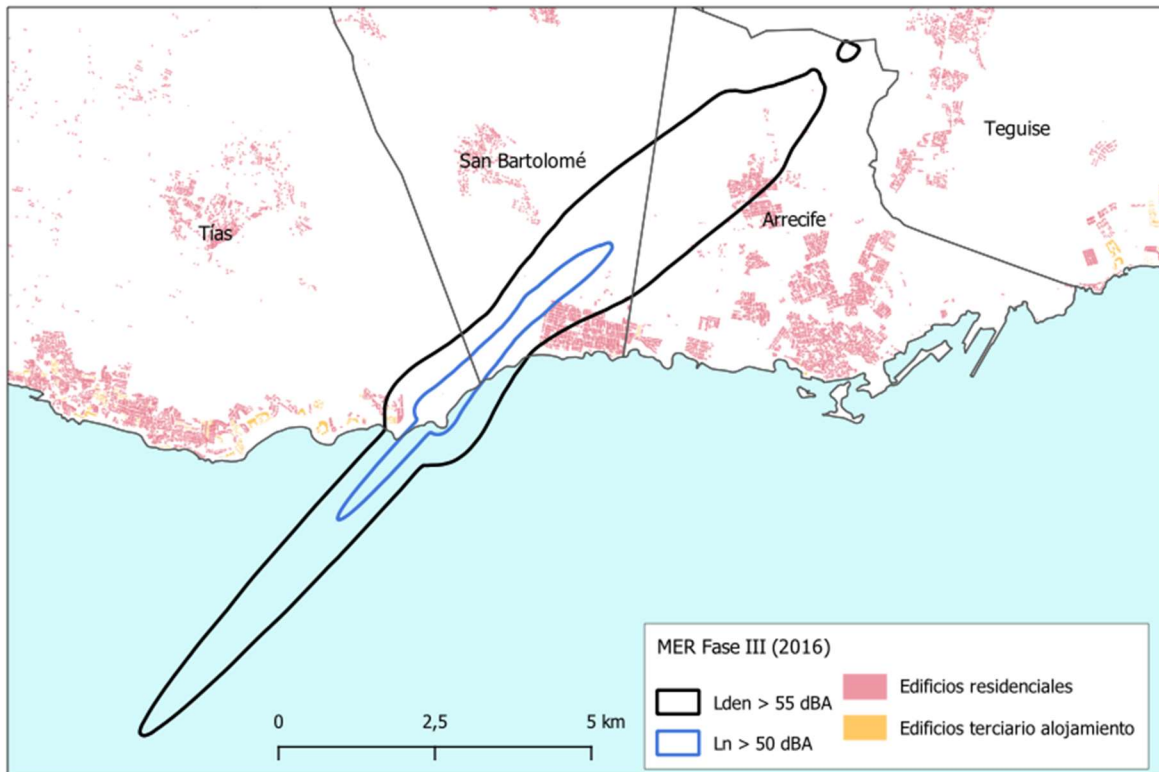 Teguise
San Bartolomé
Tías
Arrecife
MER Fase III (2016)
Lden > 55 dBA
Ln > 50 dBA
Edificios residenciales
Edificios terciario alojamiento
0 2,5 5 km